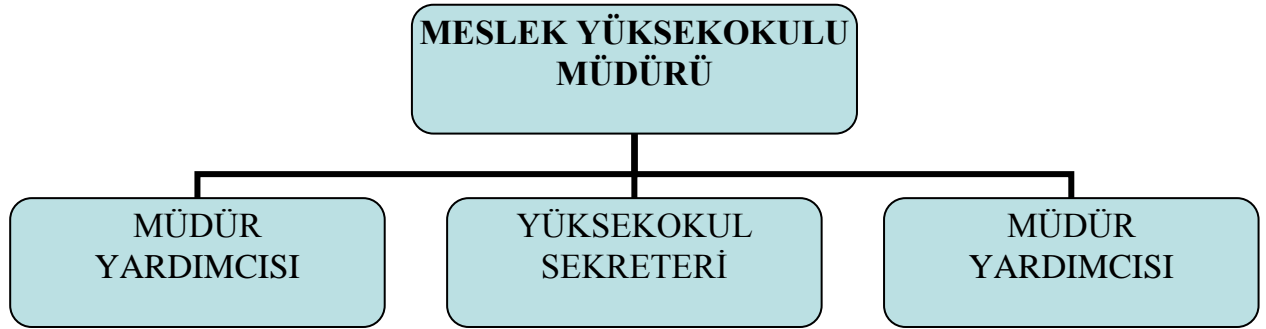 MESLEK YÜKSEKOKULU
MÜDÜRÜ
MÜDÜR
YARDIMCISI
YÜKSEKOKUL
SEKRETERİ
MÜDÜR
YARDIMCISI